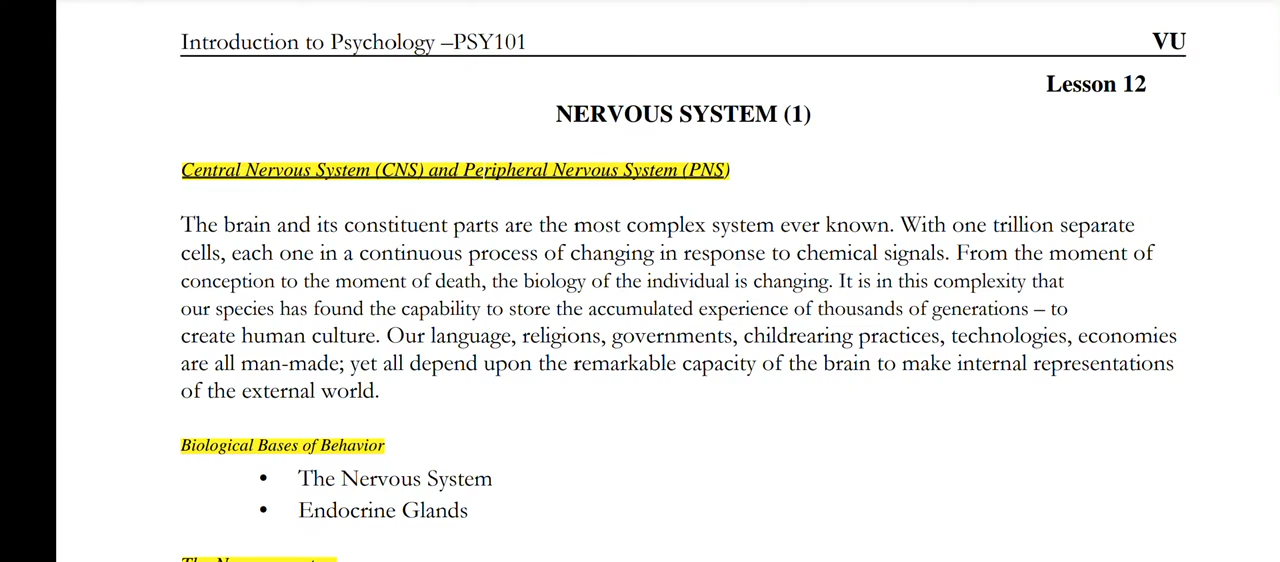 Introduction to Psychology –PSY101 VU
Lesson 12
NERVOUS SYSTEM (1)
Central Nervous System (CNS) and Peripheral Nervous System (PNS)
The brain and its constituent parts are the most complex system ever known. With one trillion separate
cells, each one in a continuous process of changing in response to chemical signals. From the moment of
conception to the moment of death, the biology of the individual is changing. It is in this complexity that
our species has found the capability to store the accumulated experience of thousands of generations – to
create human culture. Our language, religions, governments, childrearing practices, technologies, economies
are all man-made; yet all depend upon the remarkable capacity of the brain to make internal representations
of the external world.
Biological Bases of Behavior
• The Nervous System
• Endocrine Glands